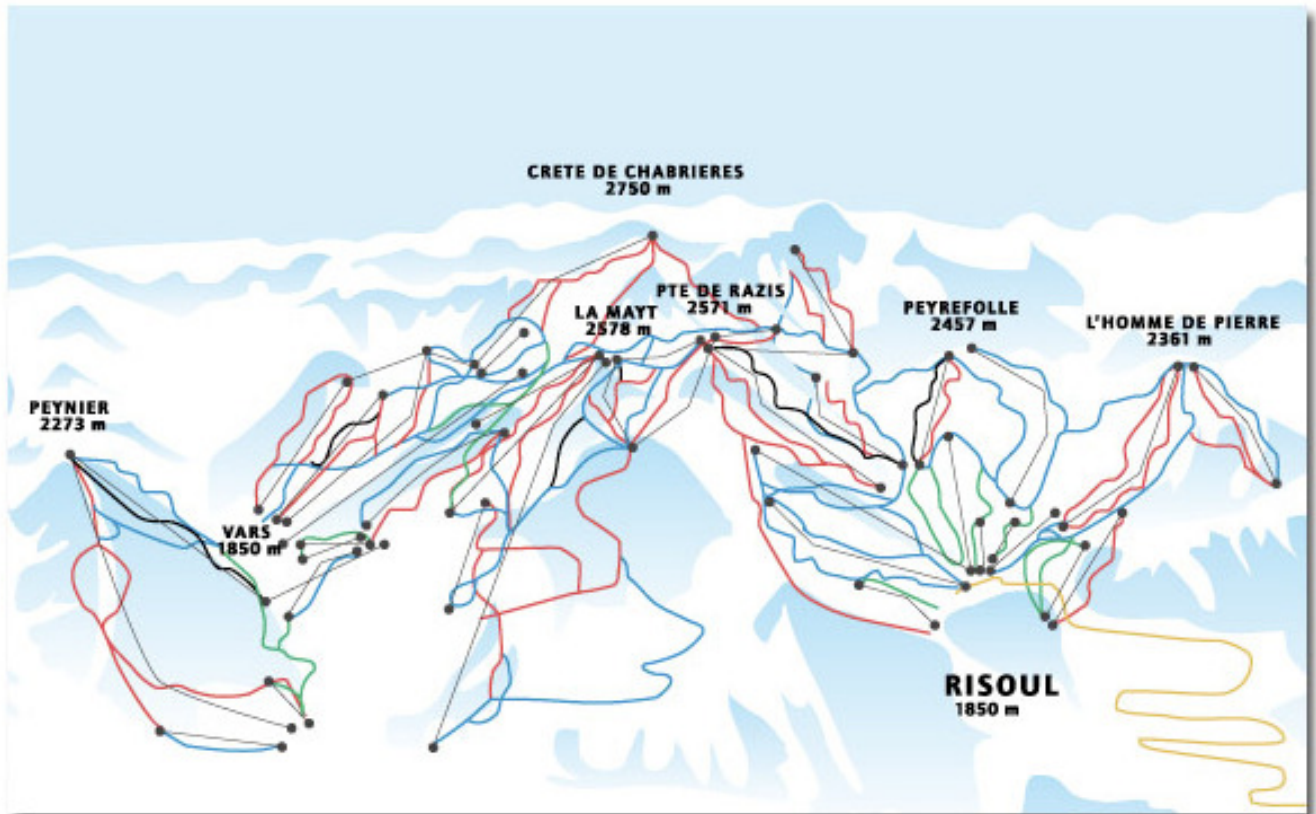 CRETE DE CHABRIERES
2750 m
PTE DE RAZIS
2571 m
LA MAYT
2578 m
PEYREFOLLE
2457 m
L'HOMME DE PIERRE
2361 m
PEYNIER
2273 m
VARS
1850 m
RISOUL
1850 m